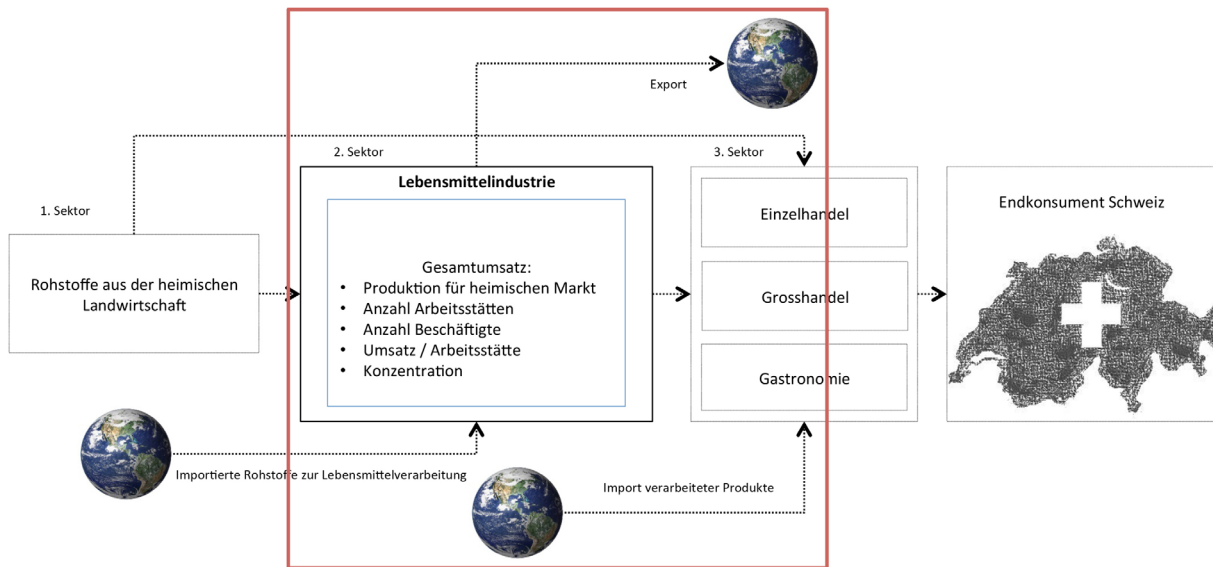 Export
2. Sektor
3. Sektor
Lebensmittelindustrie
1. Sektor
Einzelhandel
Endkonsument Schweiz
Rohstoffe aus der heimischen
Landwirtschaft
Gesamtumsatz:
• Produktion für heimischen Markt
• Anzahl Arbeitsstätten
• Anzahl Beschäftigte
• Umsatz / Arbeitsstätte
• Konzentration
Grosshandel
Gastronomie
Importierte Rohstoffe zur Lebensmittelverarbeitung
Import verarbeiteter Produkte